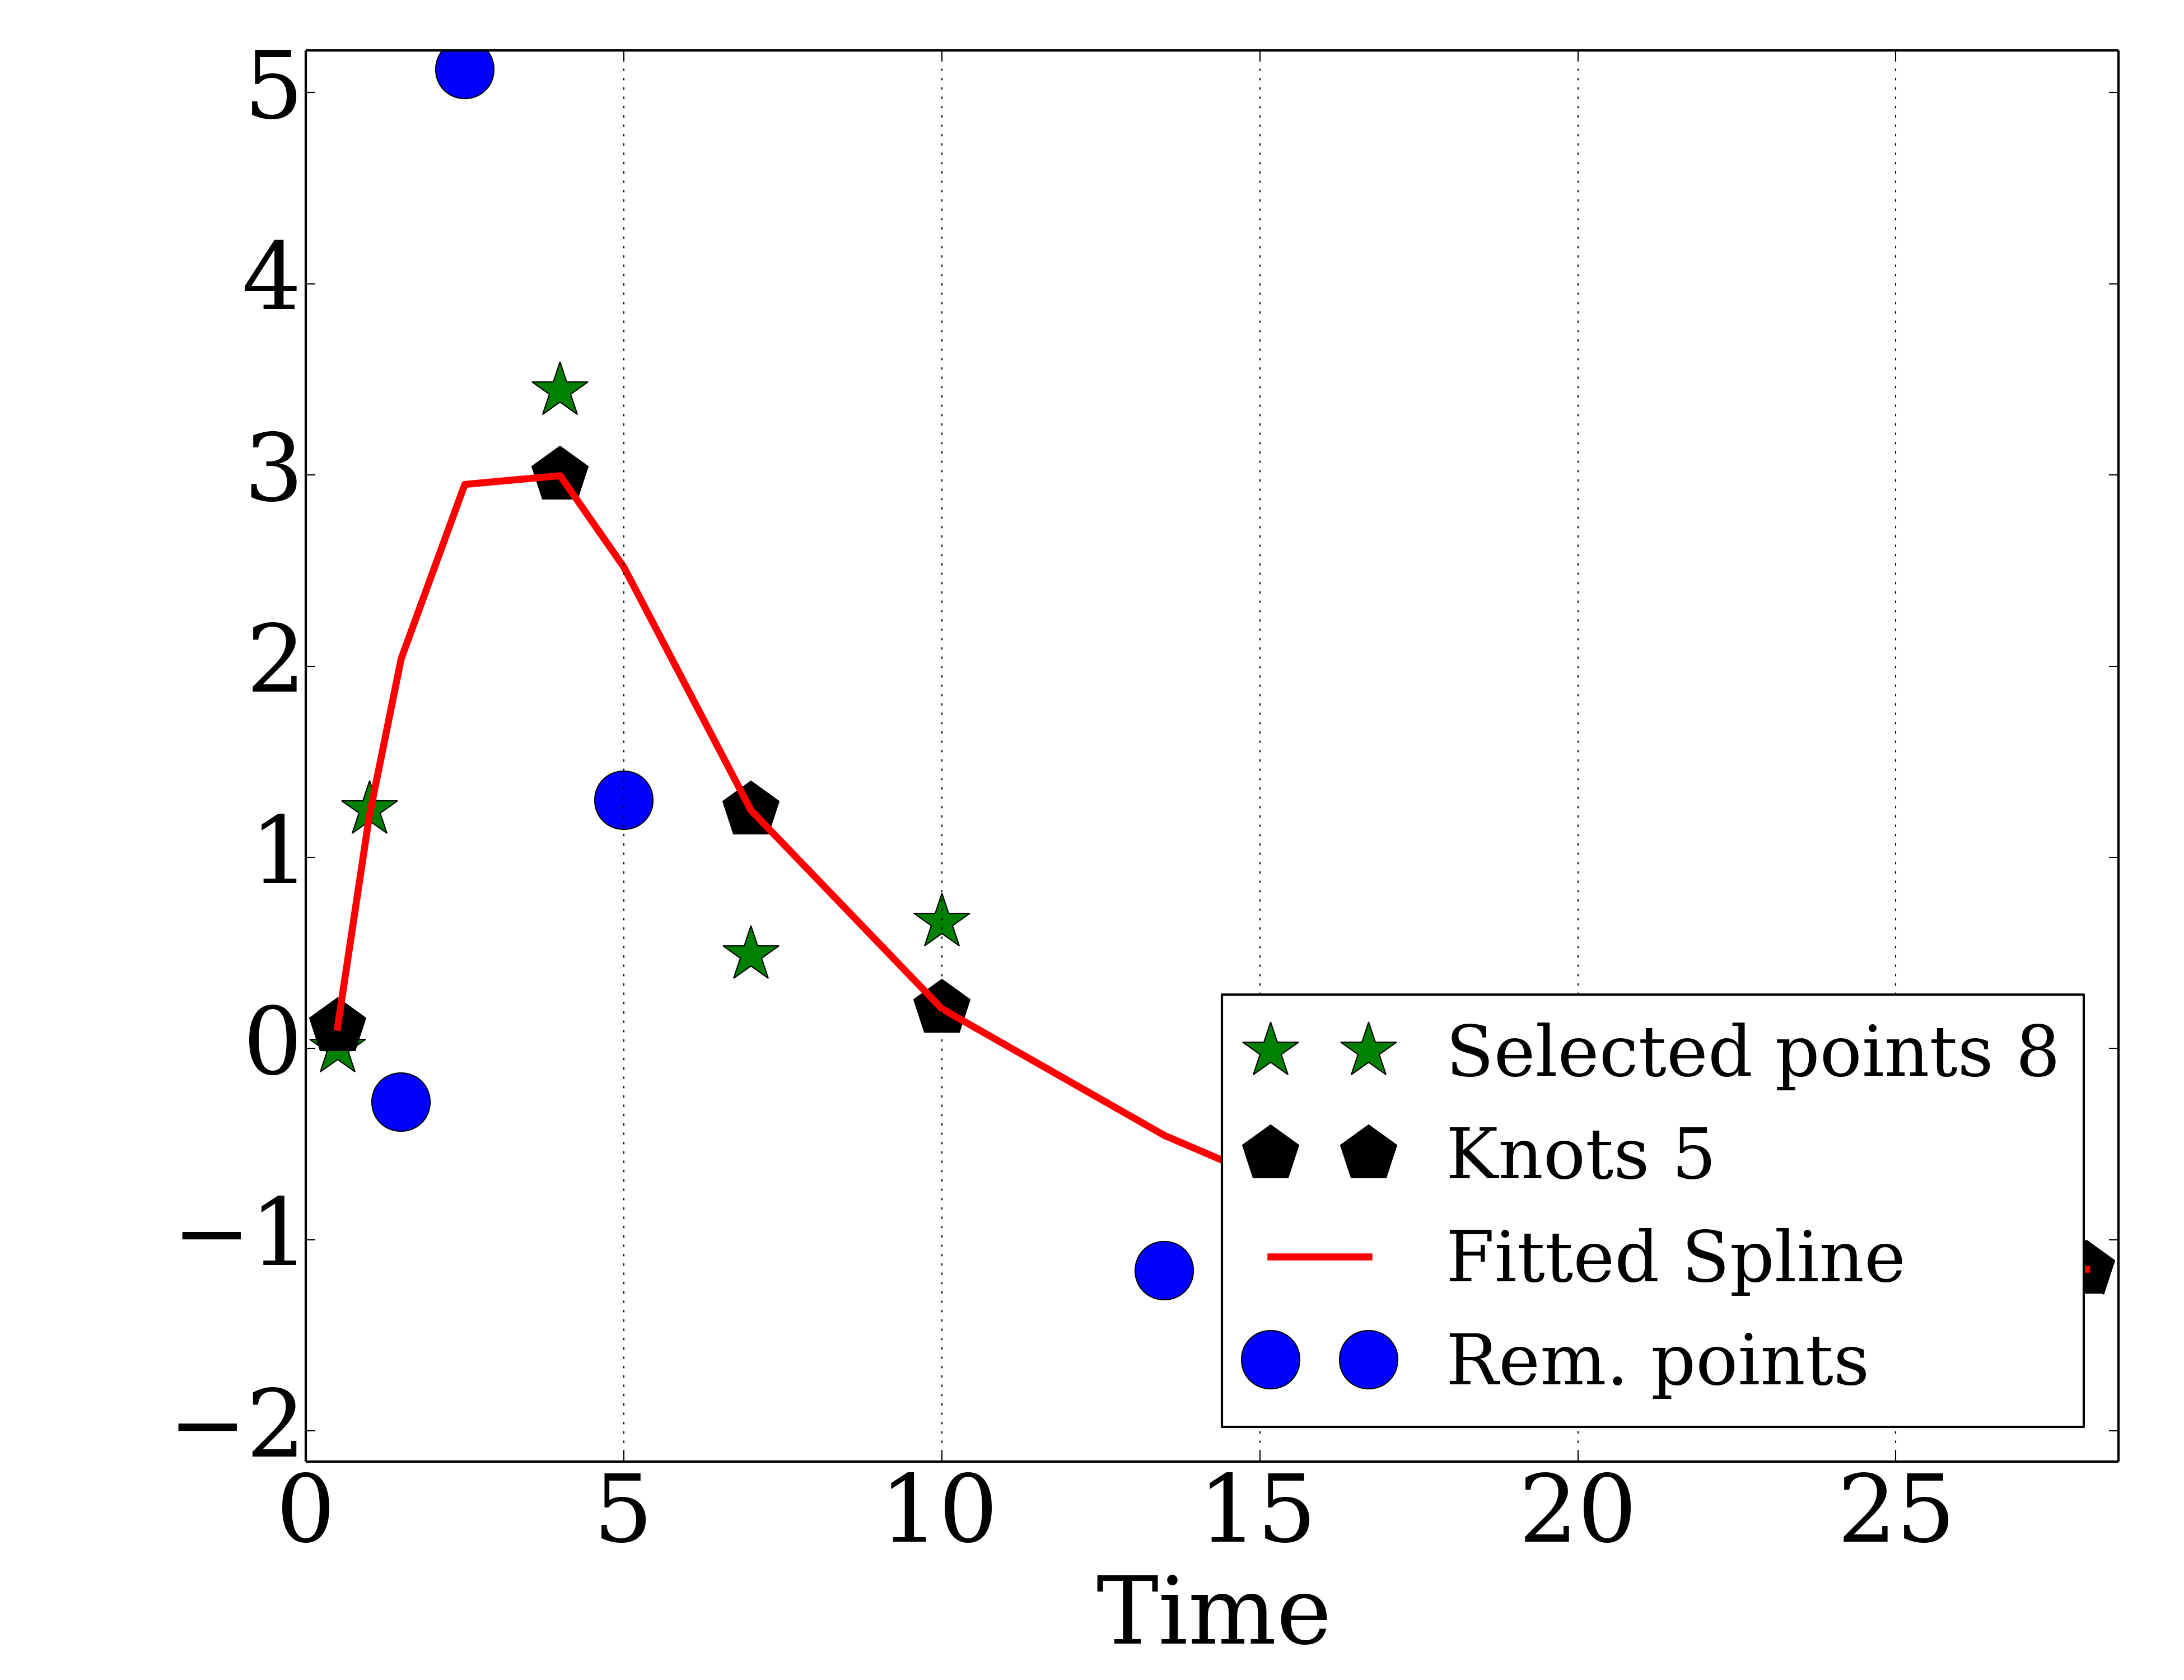 5
4
3
2
1
0
−1
−2
Selected points 8
Knots 5
Fitted Spline
Rem. points
0 5 10 15 20 25
Time